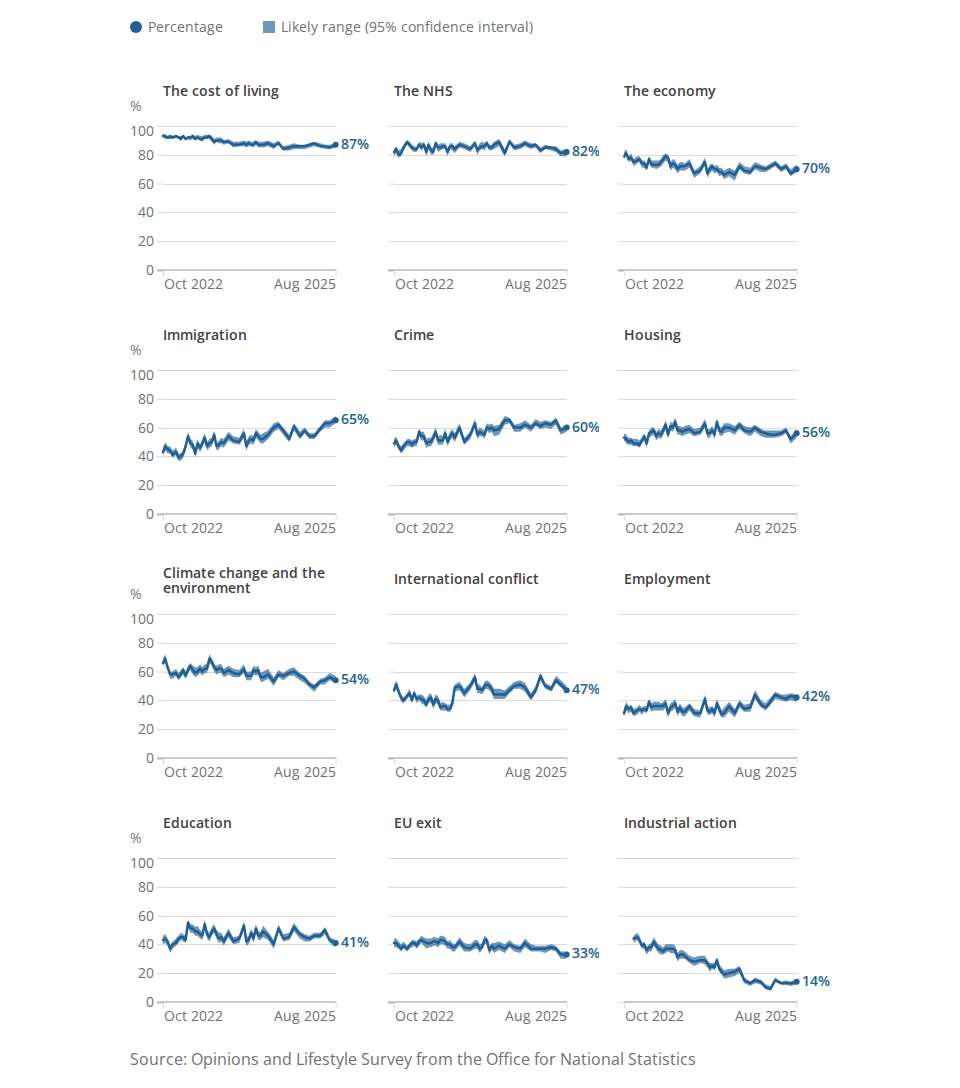 Percentage Likely range (95% confidence interval)
The cost of living The NHS The economy
%
100
80 87% 82% 70%
60
40
20
0
Oct 2022 Aug 2025 Oct 2022 Aug 2025 Oct 2022 Aug 2025
Immigration Crime Housing
%
100
80
60 65% 60% 56%
40
20
0
Oct 2022 Aug 2025 Oct 2022 Aug 2025 Oct 2022 Aug 2025
Climate change and the
environment International conflict Employment
%
100
80
60 54% 47% 42%
40
20
0
Oct 2022 Aug 2025 Oct 2022 Aug 2025 Oct 2022 Aug 2025
Education EU exit Industrial action
%
100
80
60
40 41% 33% 14%
20
0
Oct 2022 Aug 2025 Oct 2022 Aug 2025 Oct 2022 Aug 2025
Source: Opinions and Lifestyle Survey from the Office for National Statistics